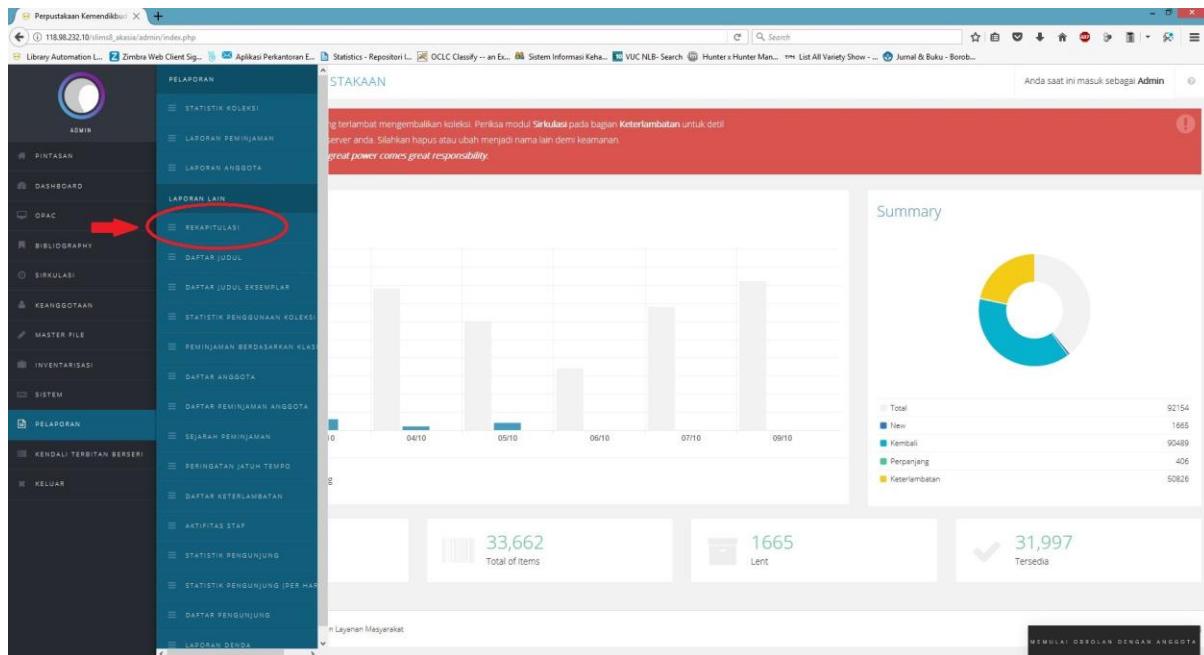 Perpustakaan Kemendikbud
118.98.232.10/slims8_akasia/admin/index.php
Search
Library Automation L...
Zimbra Web Client Sig...
Aplikasi Perkantoran E...
Statistics - Repositori I...
OCLC Classify -- an Ex...
Sistem Informasi Keha...
VUC NLB- Search
Hunter x Hunter Man...
List All Variety Show - ...
Jurnal & Buku - Borob...
ADMIN
PINTASAN
DASHBOARD
OPAC
BIBLIOGRAPHY
SIRKULASI
KEANGGOTAAN
MASTER FILE
INVENTARISASI
SISTEM
PELAPORAN
KENDALI TERBITAN BERSERI
KELUAR
PELAPORAN
STATISTIK KOLEKSI
LAPORAN PEMINJAMAN
LAPORAN ANGGOTA
LAPORAN LAIN
REKAPITULASI
DAFTAR JUDUL
DAFTAR JUDUL EKSEMPLAR
STATISTIK PENGGUNAAN KOLEKSI
PEMINJAMAN BERDASARKAN KLASI
DAFTAR ANGGOTA
DAFTAR PEMINJAMAN ANGGOTA
SEJARAH PEMINJAMAN
PERINGATAN JATUH TEMPO
DAFTAR KETERLAMBATAN
AKTIFITAS STAF
STATISTIK PENGUNJUNG
STATISTIK PENGUNJUNG (PER HAR
DAFTAR PENGUNJUNG
LAPORAN DENDA
STAKAAN
Anda saat ini masuk sebagai Admin
ng terlambat mengembalikan koleksi. Periksa modul Sirkulasi pada bagian Keterlambatan untuk detil
server anda. Silahkan hapus atau ubah menjadi nama lain demi keamanan.
great power comes great responsibility.
04/10
05/10
06/10
07/10
09/10
Summary
Total 92154
New 1665
Kembali 90489
Perpanjang 406
Keterlambatan 50826
33,662
Total of Items
1665
Lent
31,997
Tersedia
n Layanan Masyarakat
MEMULAI OBROLAN DENGAN ANGGOTA